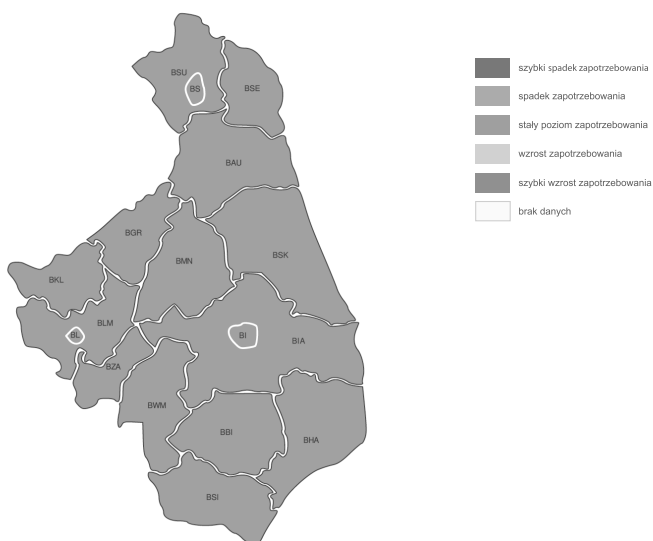 BSU
BS
BSE
BAU
BGR
BMN
BSK
BKL
BLM
BL
BI
BIA
BZA
BWM
BBI
BHA
BSI
szybki spadek zapotrzebowania
spadek zapotrzebowania
stały poziom zapotrzebowania
wzrost zapotrzebowania
szybki wzrost zapotrzebowania
brak danych